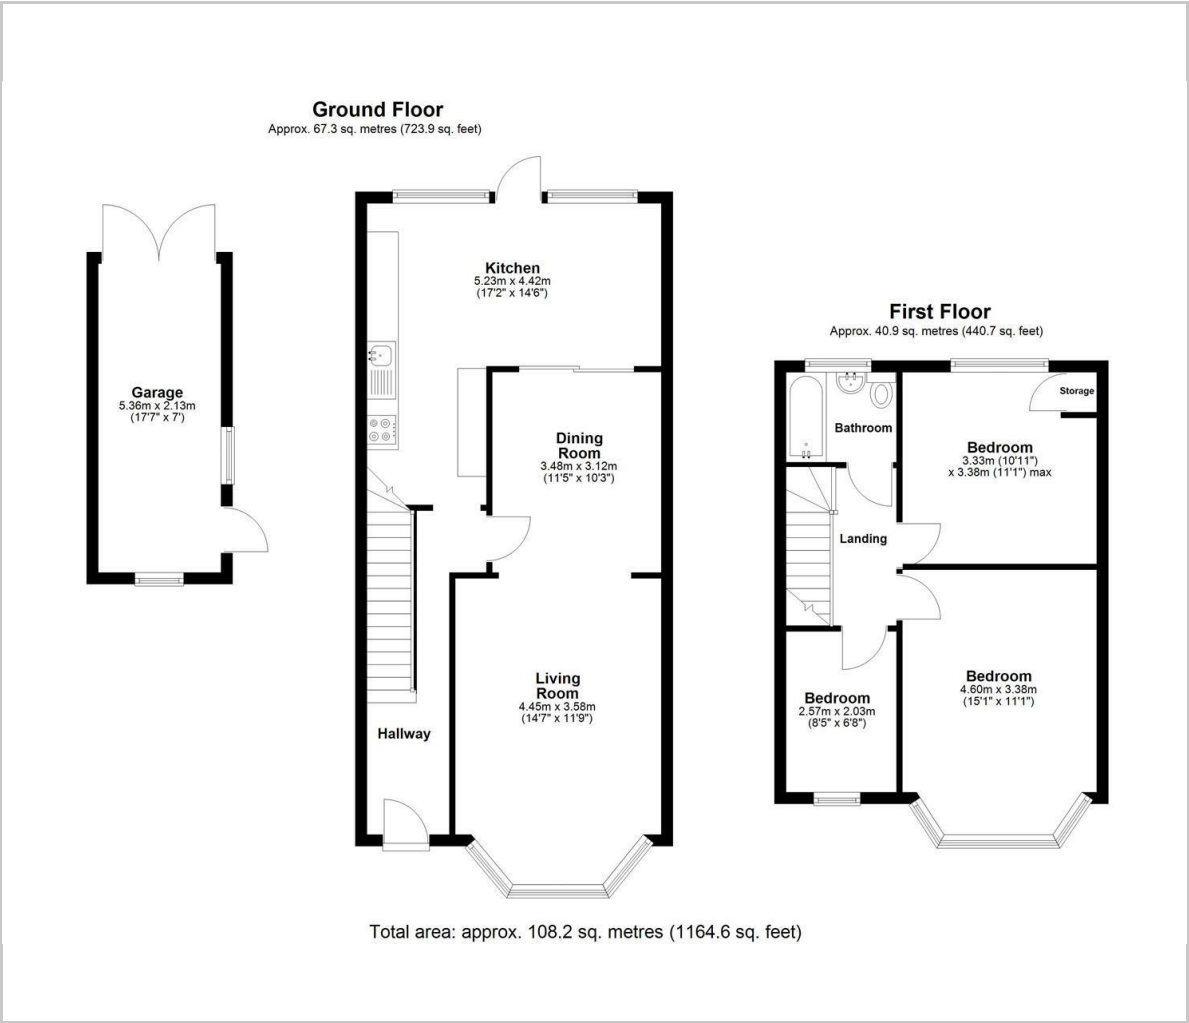 Ground Floor
Approx. 67.3 sq. metres (723.9 sq. feet)
Kitchen
5.23m x 4.42m
(17'2" x 14'6")
Garage
5.36m x 2.13m
(17'7" x 7')
Dining
Room
3.48m x 3.12m
(11'5" x 10'3")
Living
Room
4.45m x 3.58m
(14'7" x 11'9")
Hallway
First Floor
Approx. 40.9 sq. metres (440.7 sq. feet)
Storage
Bathroom
Bedroom
3.33m (10'11")
x 3.38m (11'1") max
Landing
Bedroom
4.60m x 3.38m
(15'1" x 11'1")
Bedroom
2.57m x 2.03m
(8'5" x 6'8")
Total area: approx. 108.2 sq. metres (1164.6 sq. feet)